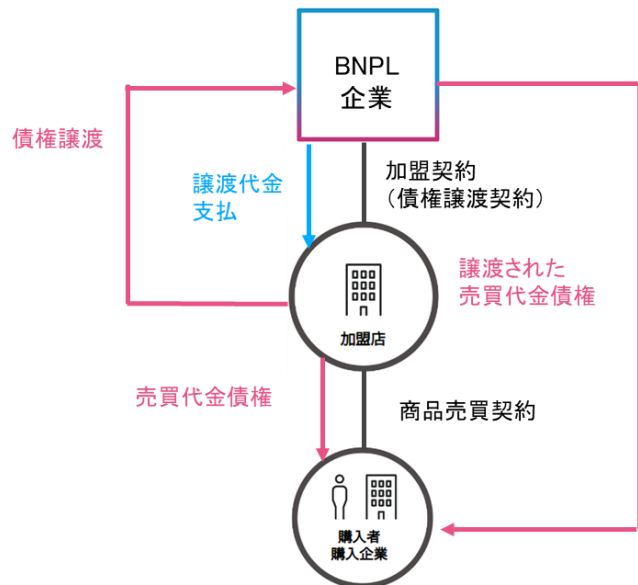 BNPL
企業
債権譲渡
譲渡代金
支払
加盟契約
（債権譲渡契約）
譲渡された
売買代金債権
加盟店
売買代金債権
商品売買契約
購入者
購入企業